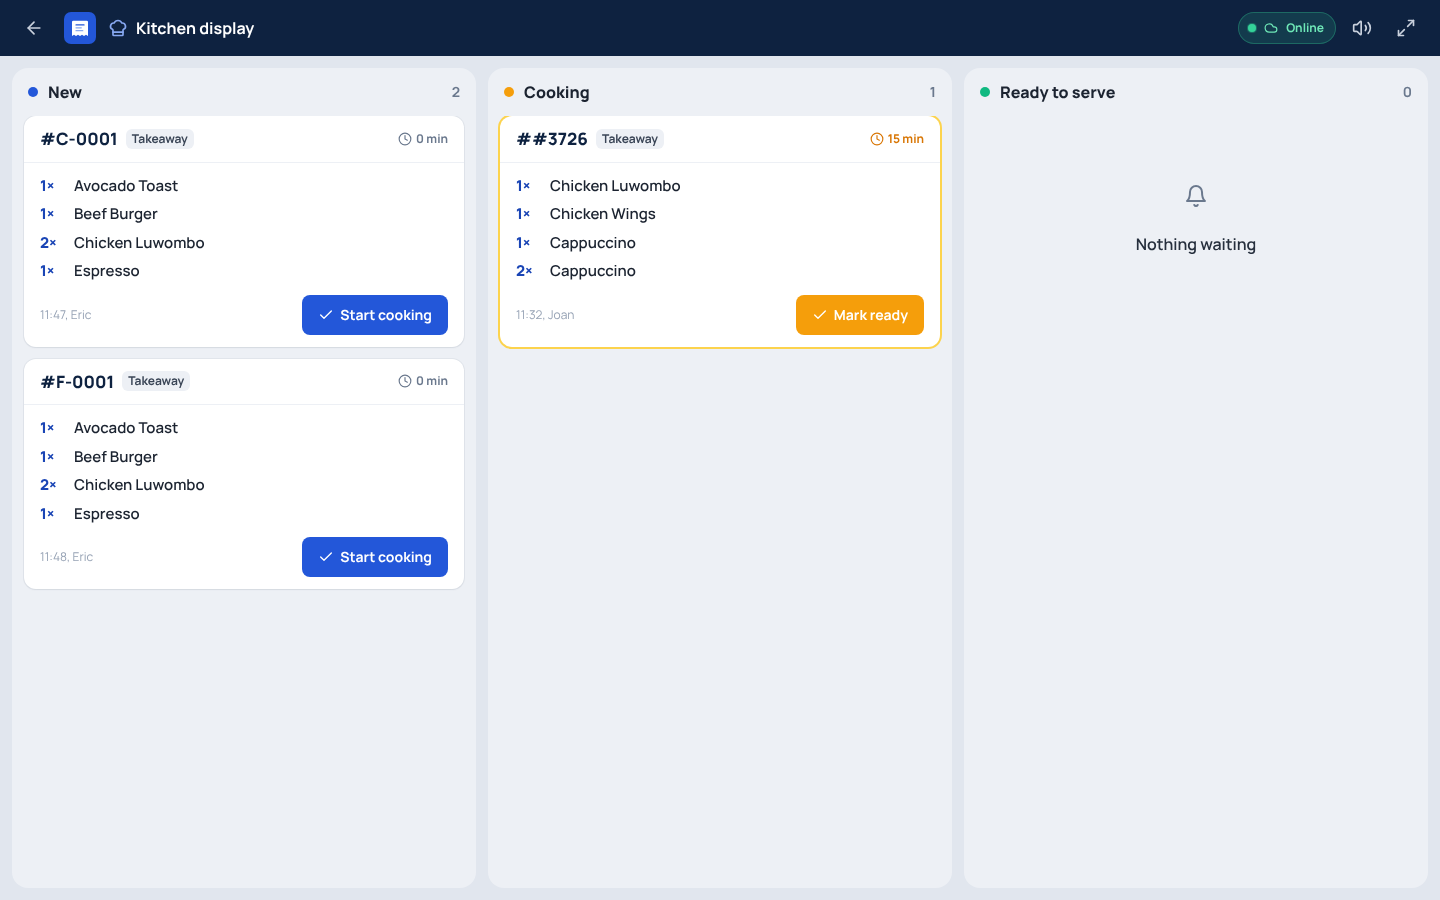 Kitchen display
Online
New 2
#C-0001 Takeaway 0 min
1× Avocado Toast
1× Beef Burger
2× Chicken Luwombo
1× Espresso
11:47, Eric Start cooking
#F-0001 Takeaway 0 min
1× Avocado Toast
1× Beef Burger
2× Chicken Luwombo
1× Espresso
11:48, Eric Start cooking
Cooking 1
##3726 Takeaway 15 min
1× Chicken Luwombo
1× Chicken Wings
1× Cappuccino
2× Cappuccino
11:32, Joan Mark ready
Ready to serve 0
Nothing waiting